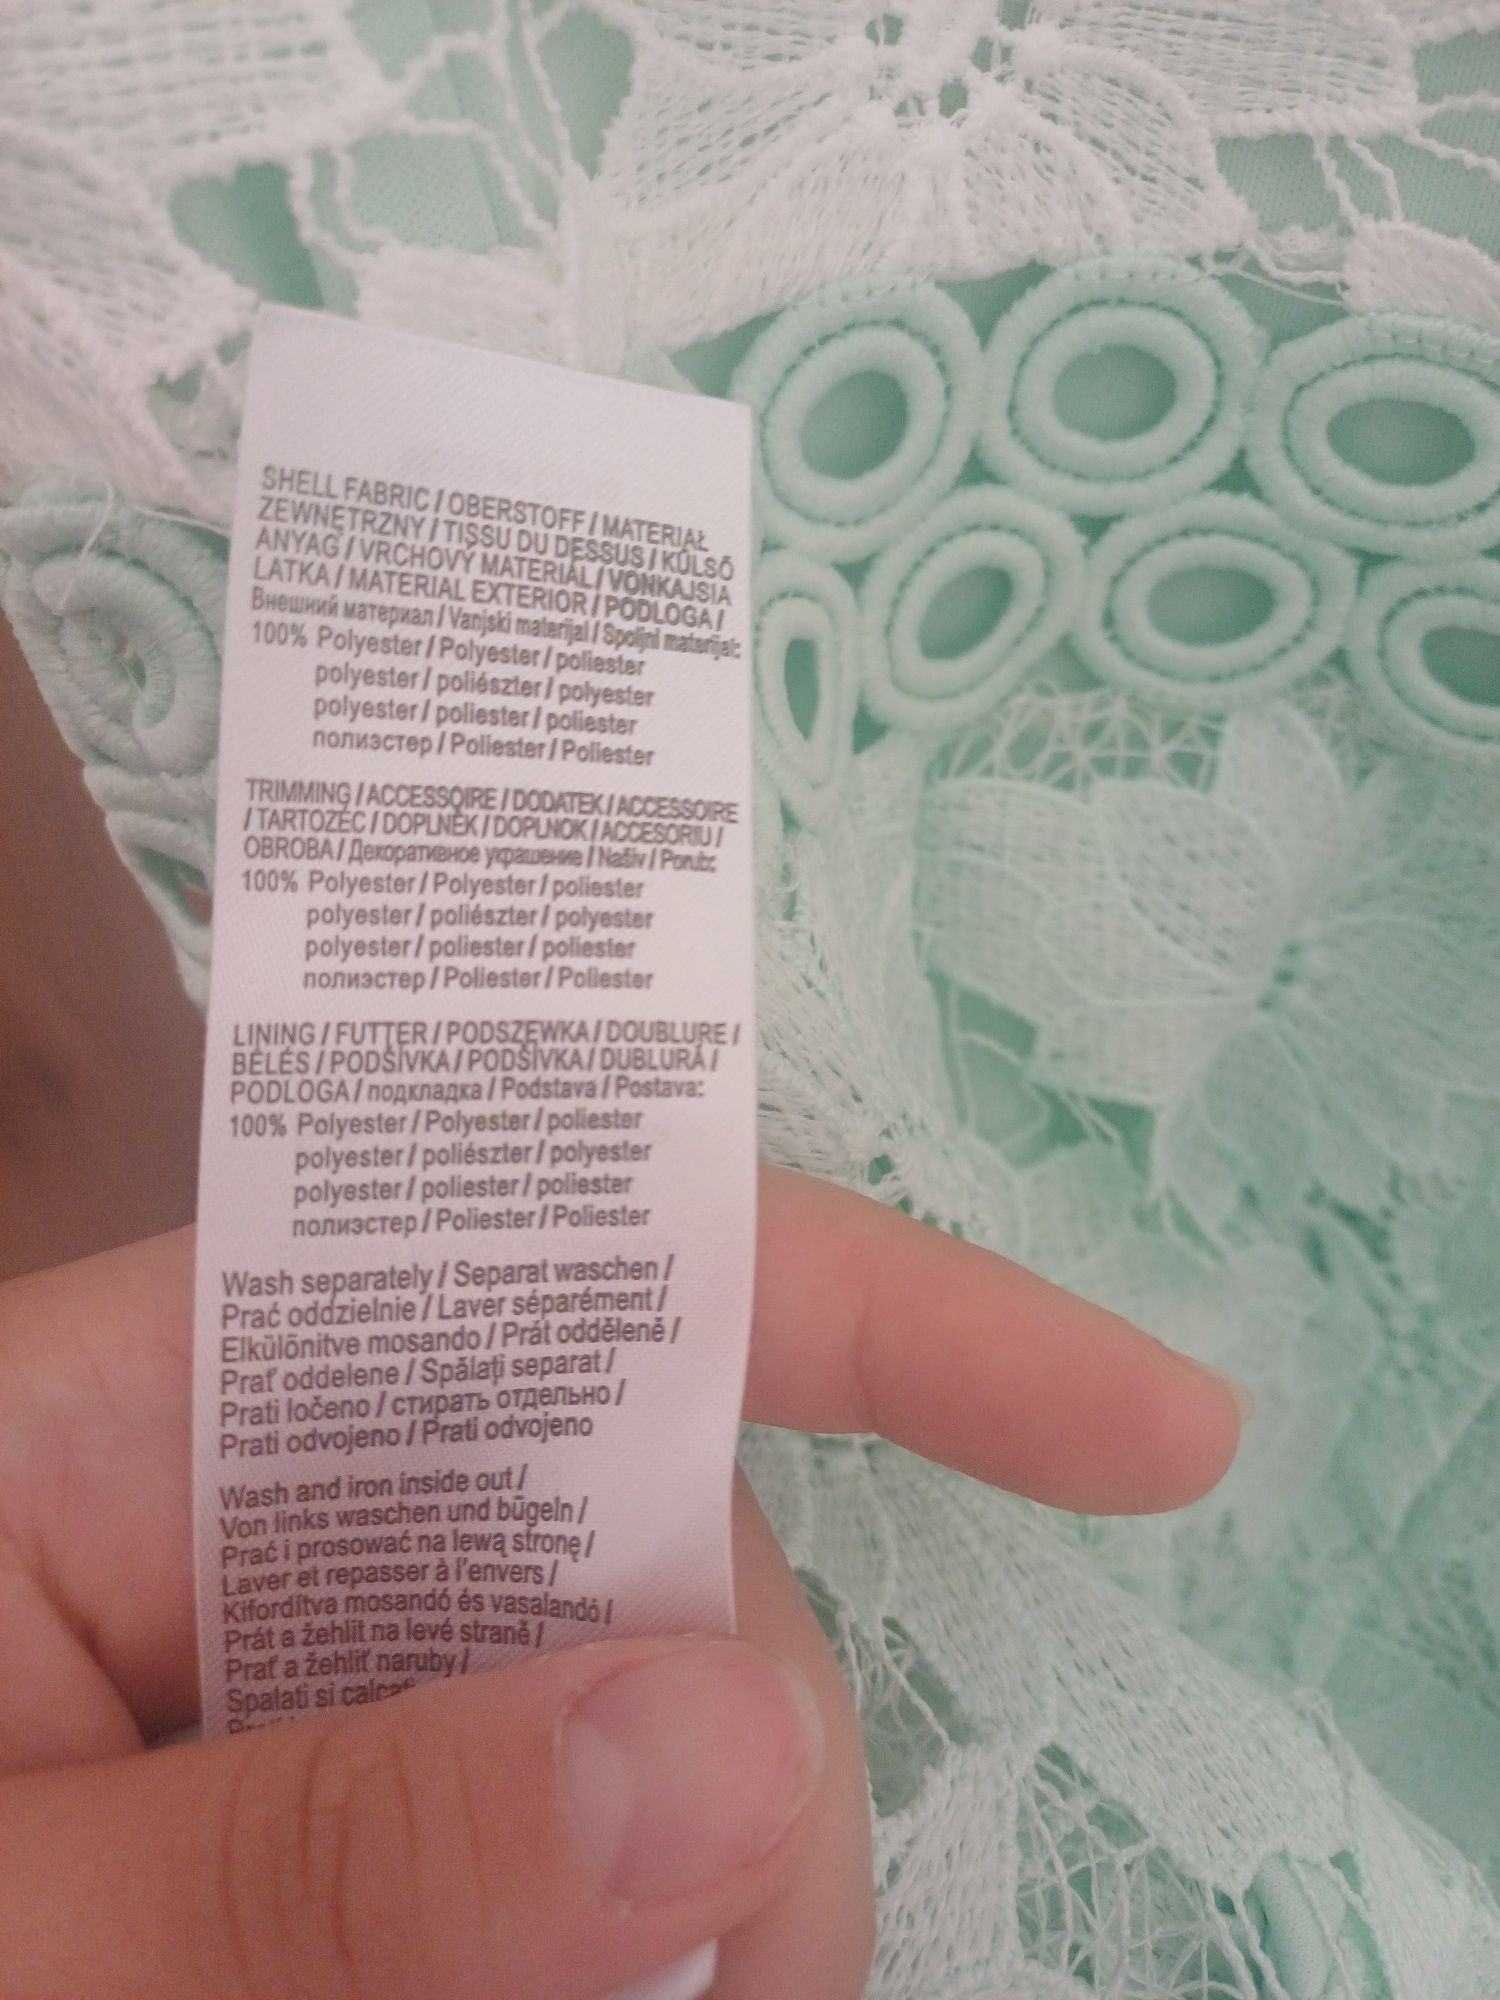 SHELL FABRIC / OBERSTOFF / MATERIAŁ
ZEWNĘTRZNY / TISSU DU DESSUS / KÜLSŐ
ANYAG / VRCHOVÝ MATERIÁL / VONKAJSIA
LATKA / MATERIAL EXTERIOR / PODLOGA /
Внешний материал / Vanjski materijal / Spoljni materijal:
100% Polyester / Polyester / poliester
polyester / poliészter / polyester
polyester / poliester / poliester
полиэстер / Poliester / Poliester
TRIMMING / ACCESSOIRE / DODATEK / ACCESSOIRE
/ TARTOZÉC / DOPLNĚK / DOPLNOK / ACCESORIU /
OBROBA / Декоративное украшение / Našiv / Porub:
100% Polyester / Polyester / poliester
polyester / poliészter / polyester
polyester / poliester / poliester
полиэстер / Poliester / Poliester
LINING / FUTTER / PODSZEWKA / DOUBLURE /
BÉLÉS / PODŠÍVKA / PODŠÍVKA / DUBLURĂ /
PODLOGA / подкладка / Podstava / Postava:
100% Polyester / Polyester / poliester
polyester / poliészter / polyester
polyester / poliester / poliester
полиэстер / Poliester / Poliester
Wash separately / Separat waschen /
Prać oddzielnie / Laver séparément /
Elkülönitve mosando / Prát odděleně /
Prať oddelene / Spălați separat /
Prati ločeno / стирать отдельно /
Prati odvojeno / Prati odvojeno
Wash and iron inside out /
Von links waschen und bügeln /
Prać i prosować na lewą stronę /
Laver et repasser à l'envers /
Kifordítva mosandó és vasalandó /
Prát a žehlit na levé straně /
Prať a žehliť naruby /
Spalati si